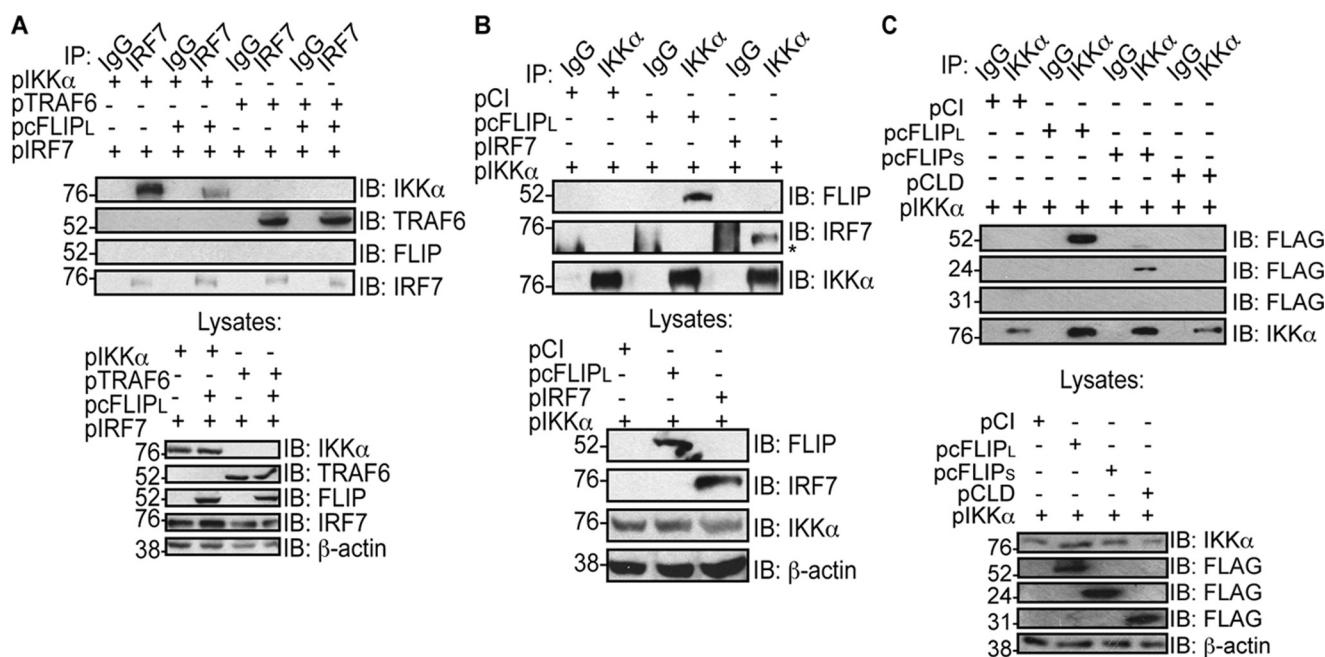 A
IP: IgG IRF7 IgG IRF7 IgG IRF7 IgG IRF7
pIKKα + + + + - - - -
pTRAF6 - - - - + + + +
pcFLIPL - - + + - - + +
pIRF7 + + + + + + + +
76 IB: IKKα
52 IB: TRAF6
52 IB: FLIP
76 IB: IRF7
Lysates:
pIKKα + + - -
pTRAF6 - - + +
pcFLIPL - + - +
pIRF7 + + + +
76 IB: IKKα
52 IB: TRAF6
52 IB: FLIP
76 IB: IRF7
38 IB: β-actin
B
IP: IgG IKKα IgG IKKα IgG IKKα
pCI + + - - - -
pcFLIPL - - + + - -
pIRF7 - - - - + +
pIKKα + + + + + +
52 IB: FLIP
76 IB: IRF7
*
76 IB: IKKα
Lysates:
pCI + - -
pcFLIPL - + -
pIRF7 - - +
pIKKα + + +
52 IB: FLIP
76 IB: IRF7
76 IB: IKKα
38 IB: β-actin
C
IP: IgG IKKα IgG IKKα IgG IKKα IgG IKKα
pCI + + - - - - - -
pcFLIPL - - + + - - - -
pcFLIPS - - - - + + - -
pCLD - - - - - - + +
pIKKα + + + + + + + +
52 IB: FLAG
24 IB: FLAG
31 IB: FLAG
76 IB: IKKα
Lysates:
pCI + - - -
pcFLIPL - + - -
pcFLIPS - - + -
pCLD - - - +
pIKKα + + + +
76 IB: IKKα
52 IB: FLAG
24 IB: FLAG
31 IB: FLAG
38 IB: β-actin